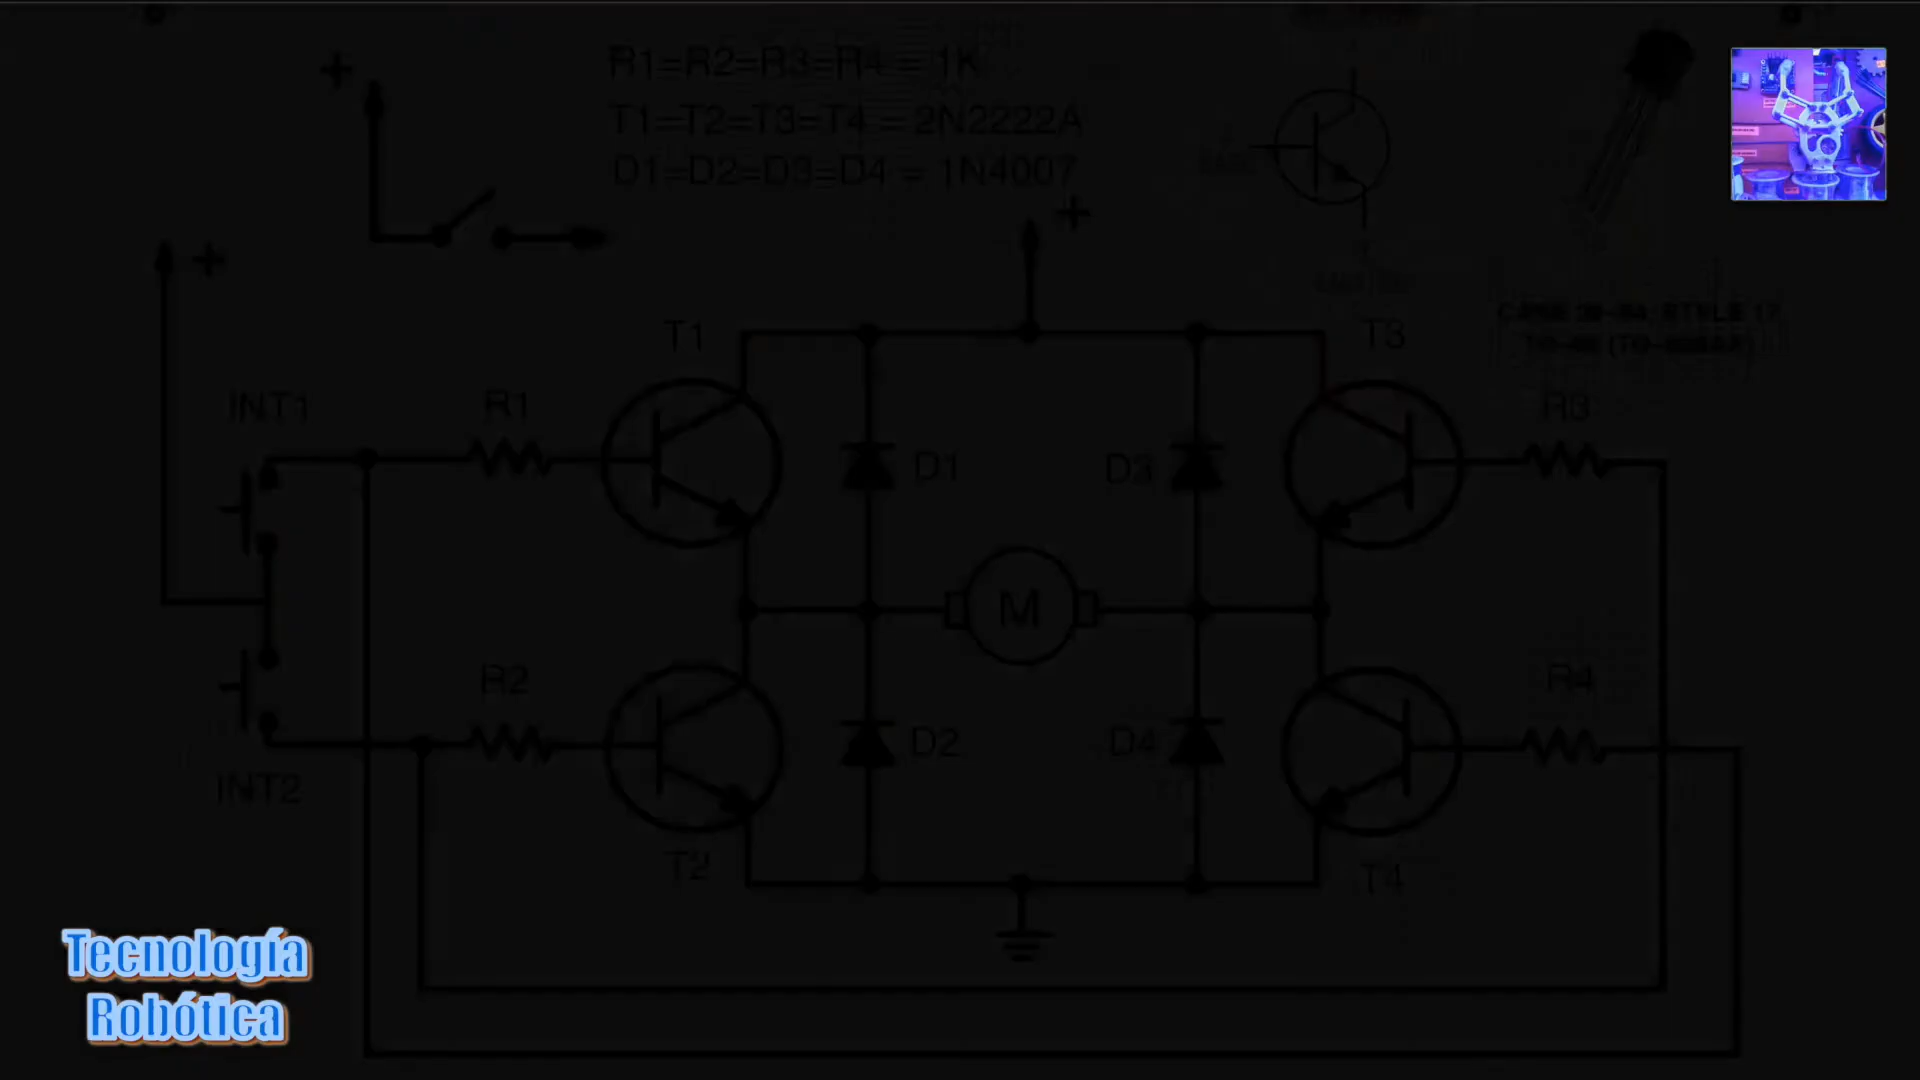 R1=R2=R3=R4 = 1K
T1=T2=T3=T4 = 2N2222A
D1=D2=D3=D4 = 1N4007
+
+
+
T1
T3
INT1
R1
R3
D1
D3
M
R2
R4
D2
D4
INT2
T2
T4
Tecnología
Robótica